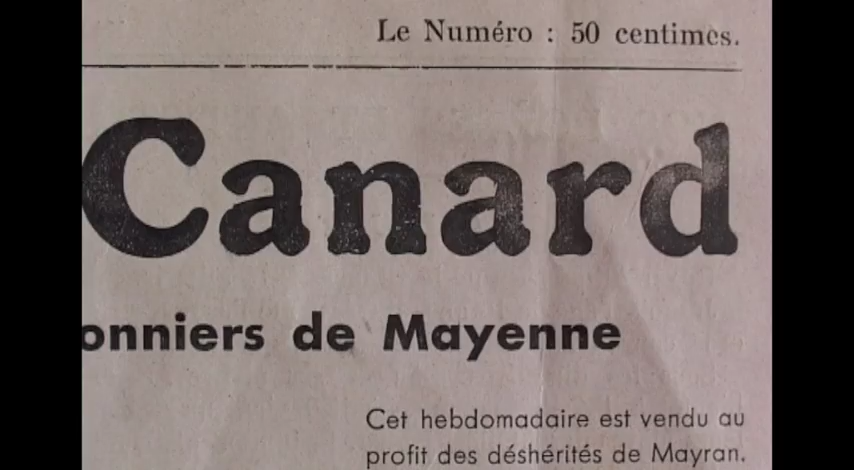 Le Numéro : 50 centimes.
Canard
onniers de Mayenne
Cet hebdomadaire est vendu au
profit des déshérités de Mayran.